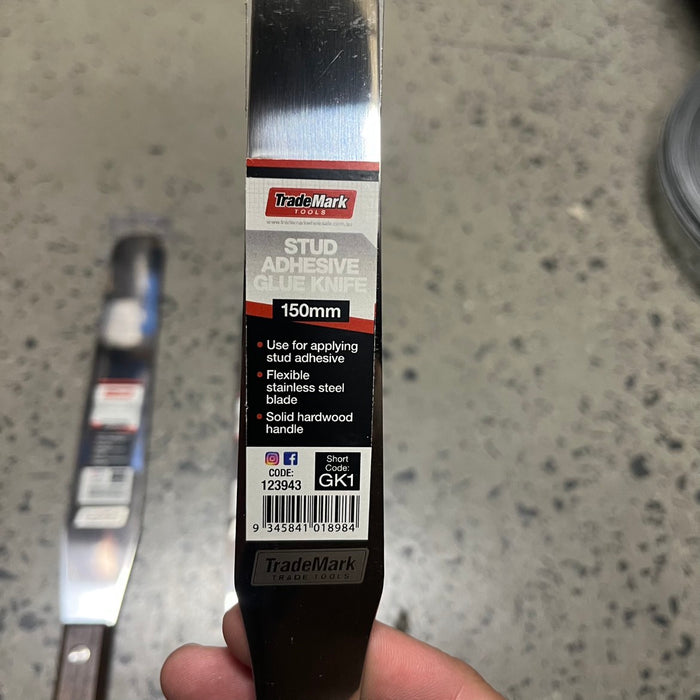 TradeMark
TOOLS
www.trademarkwholesale.com.au
STUD
ADHESIVE
GLUE KNIFE
150mm
Use for applying
stud adhesive
Flexible
stainless steel
blade
Solid hardwood
handle
CODE:
123943
Short
Code:
GK1
9 345841 018984
TradeMark
TRADE TOOLS